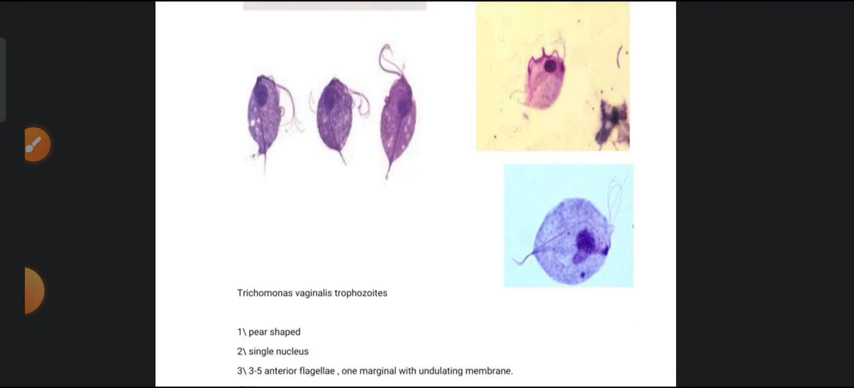 Trichomonas vaginalis trophozoites
1\ pear shaped
2\ single nucleus
3\ 3-5 anterior flagellae , one marginal with undulating membrane.